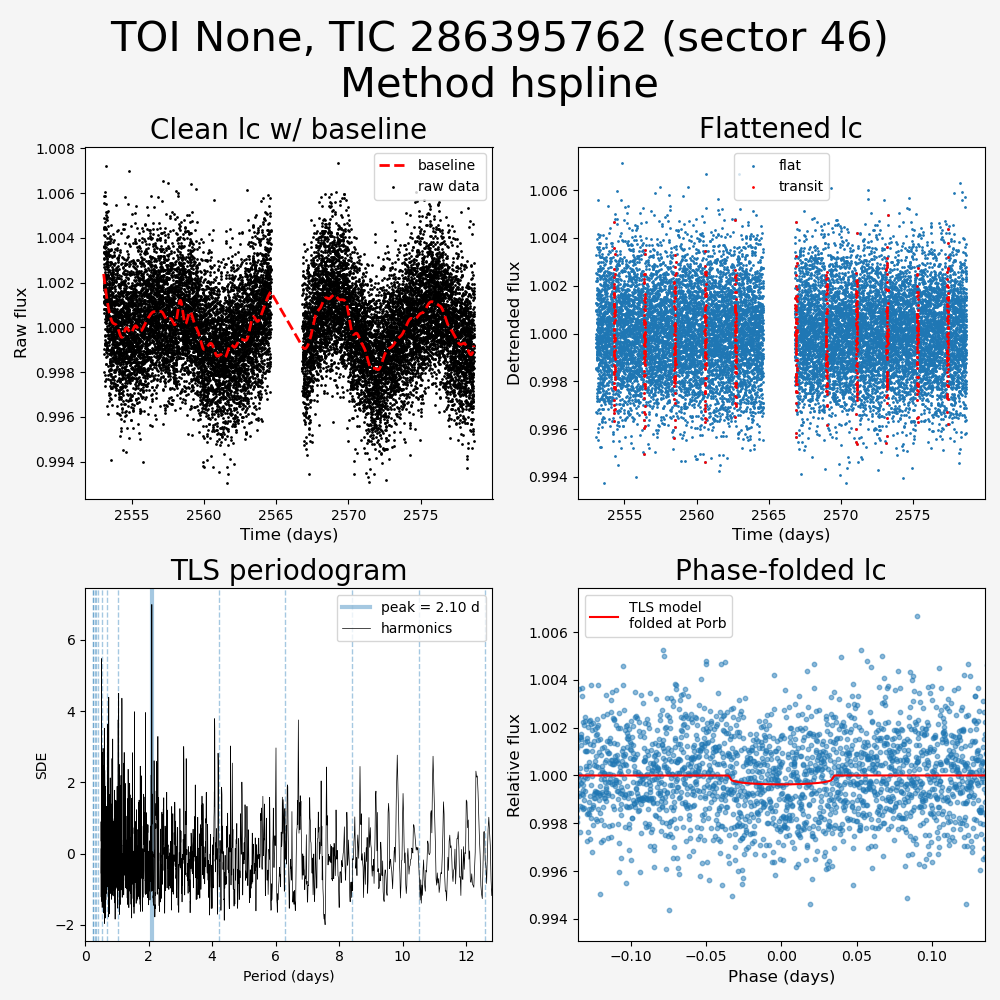 TOI None, TIC 286395762 (sector 46)
Method hspline
Clean lc w/ baseline
Flattened lc
1.008
1.006
1.004
1.002
1.000
0.998
0.996
0.994
Raw flux
baseline
raw data
2555
2560
2565
2570
2575
Time (days)
1.006
1.004
1.002
1.000
0.998
0.996
0.994
Detrended flux
flat
transit
2555
2560
2565
2570
2575
Time (days)
TLS periodogram
Phase-folded lc
6
4
2
0
−2
SDE
peak = 2.10 d
harmonics
0
2
4
6
8
10
12
Period (days)
1.006
1.004
1.002
1.000
0.998
0.996
0.994
Relative flux
TLS model
folded at Porb
−0.10
−0.05
0.00
0.05
0.10
Phase (days)